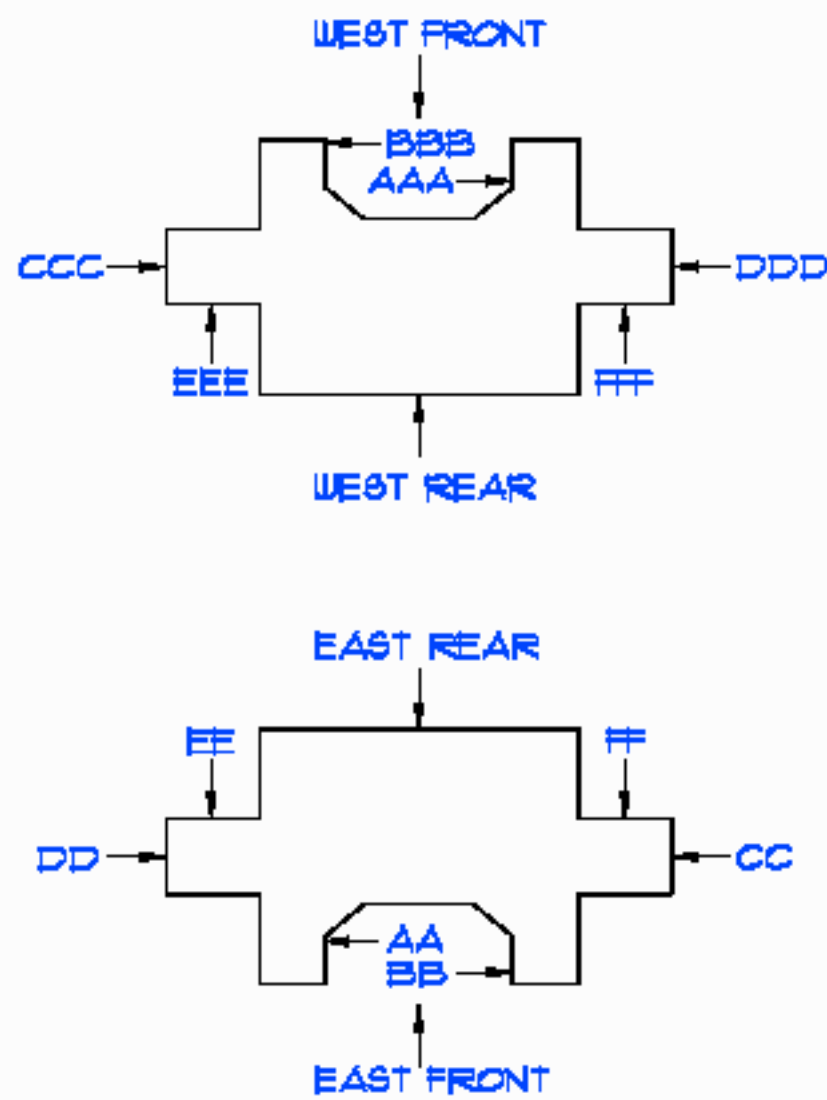 WEST FRONT
BBB
AAA
CCC
DDD
EEE
FFF
WEST REAR
EAST REAR
EE
FF
DD
CC
AA
BB
EAST FRONT